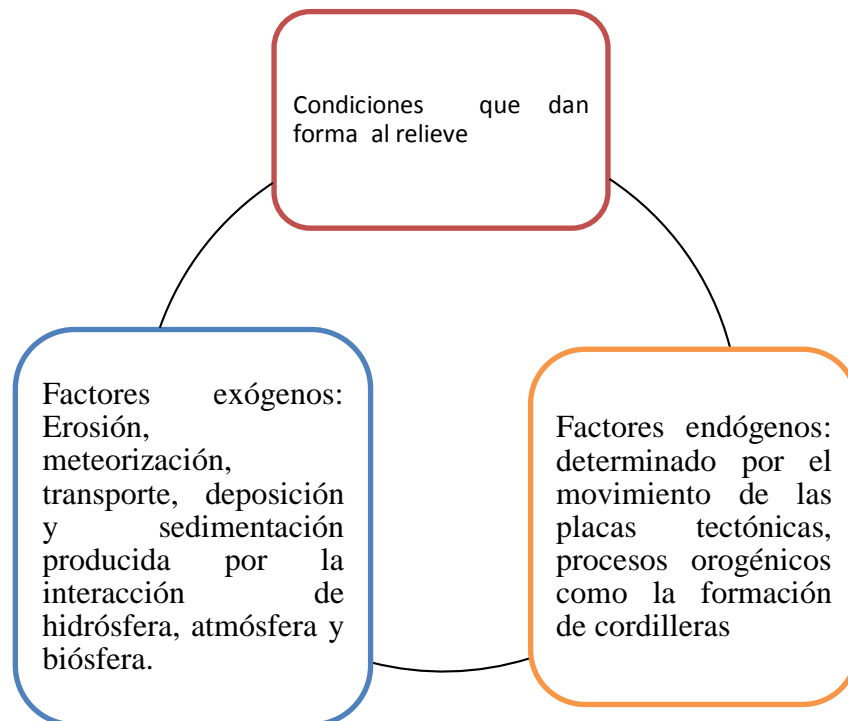 Condiciones que dan
forma al relieve
Factores exógenos:
Erosión,
meteorización,
transporte, deposición
y sedimentación
producida por la
interacción de
hidrósfera, atmósfera y
biósfera.
Factores endógenos:
determinado por el
movimiento de las
placas tectónicas,
procesos orogénicos
como la formación
de cordilleras